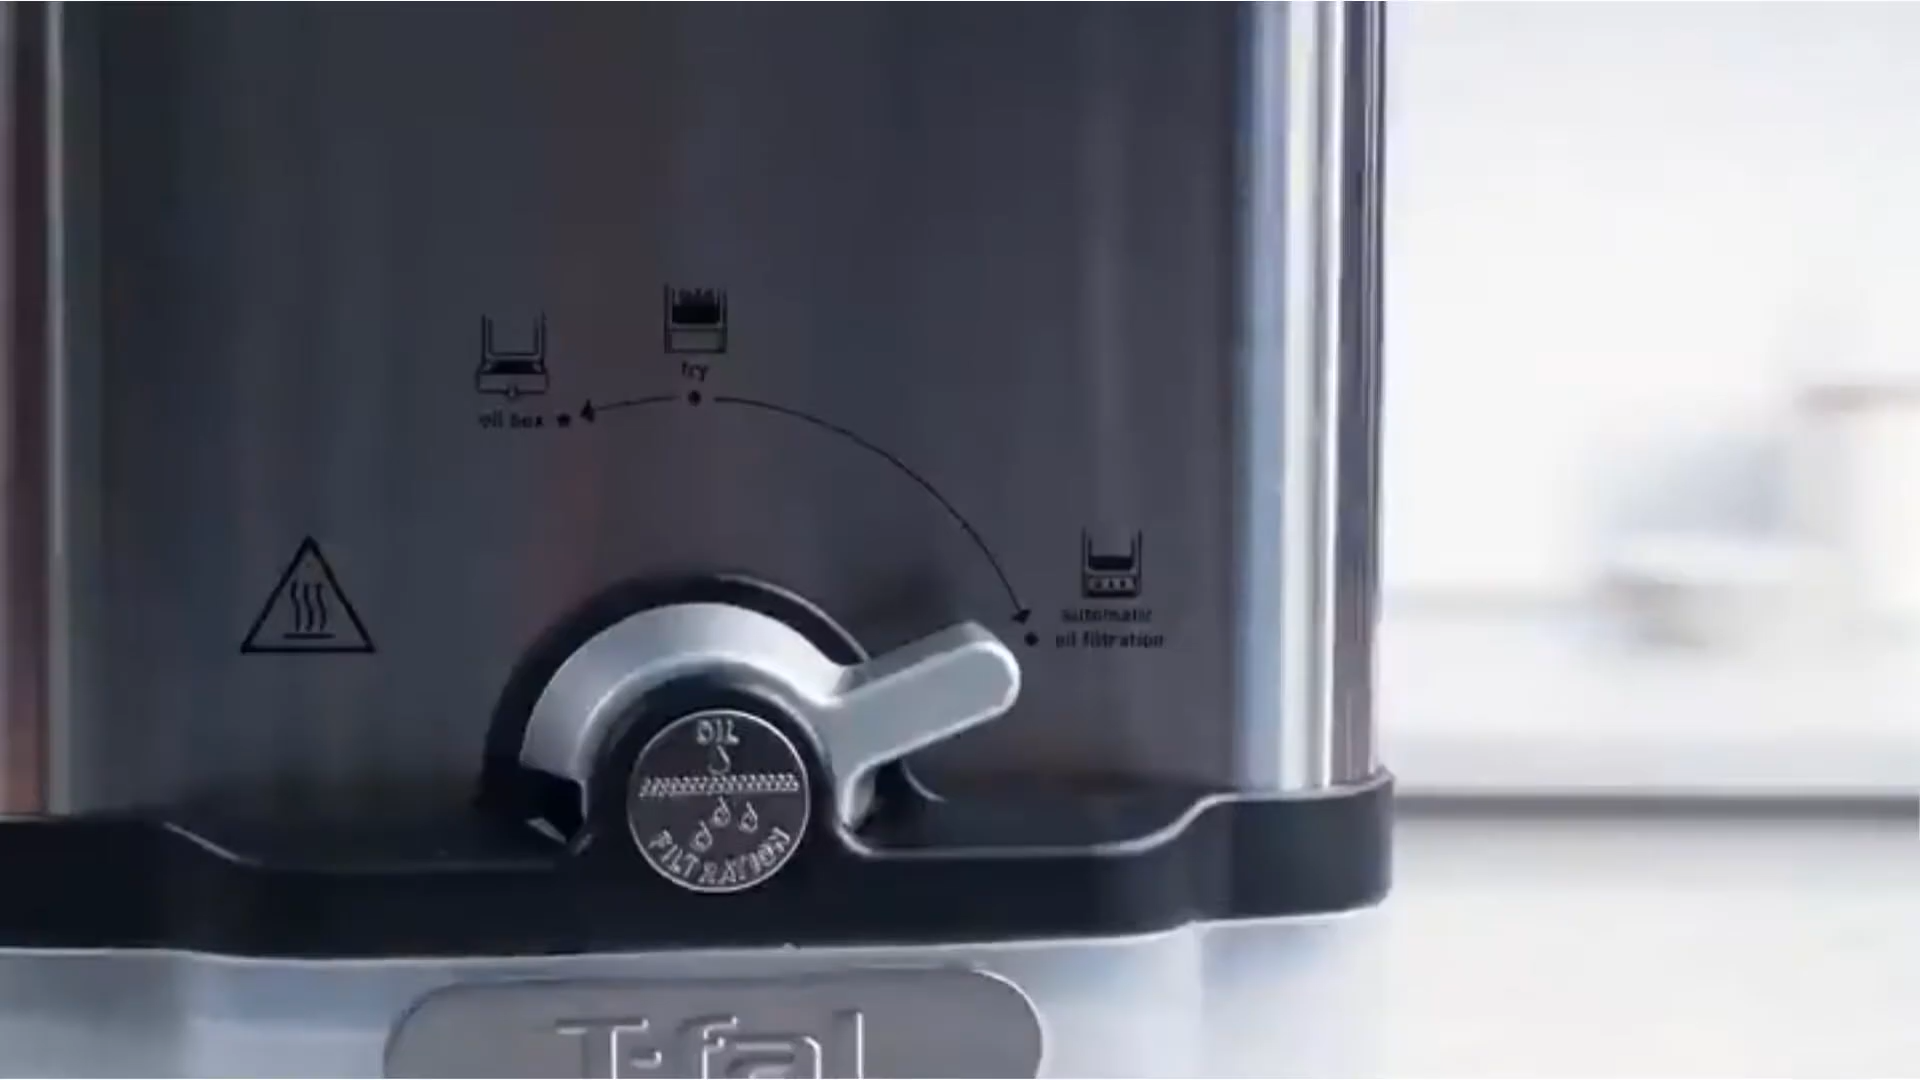 fry
oil box
automatic
oil filtration
OIL
FILTRATION
T-fal